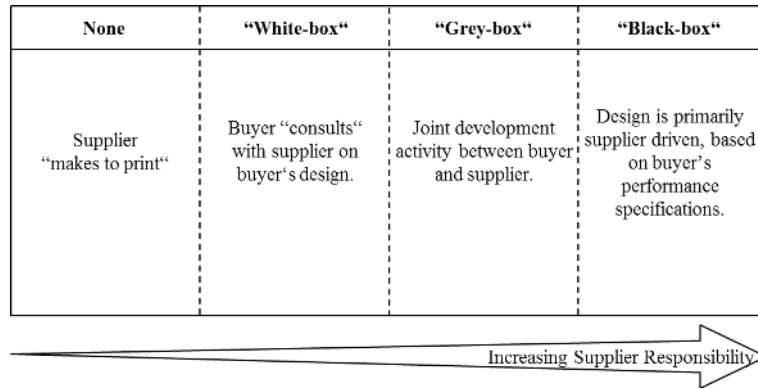 None
“White-box“
“Grey-box“
“Black-box“
Supplier
“makes to print“
Buyer “consults“
with supplier on
buyer‘s design.
Joint development
activity between buyer
and supplier.
Design is primarily
supplier driven, based
on buyer’s
performance
specifications.
Increasing Supplier Responsibility